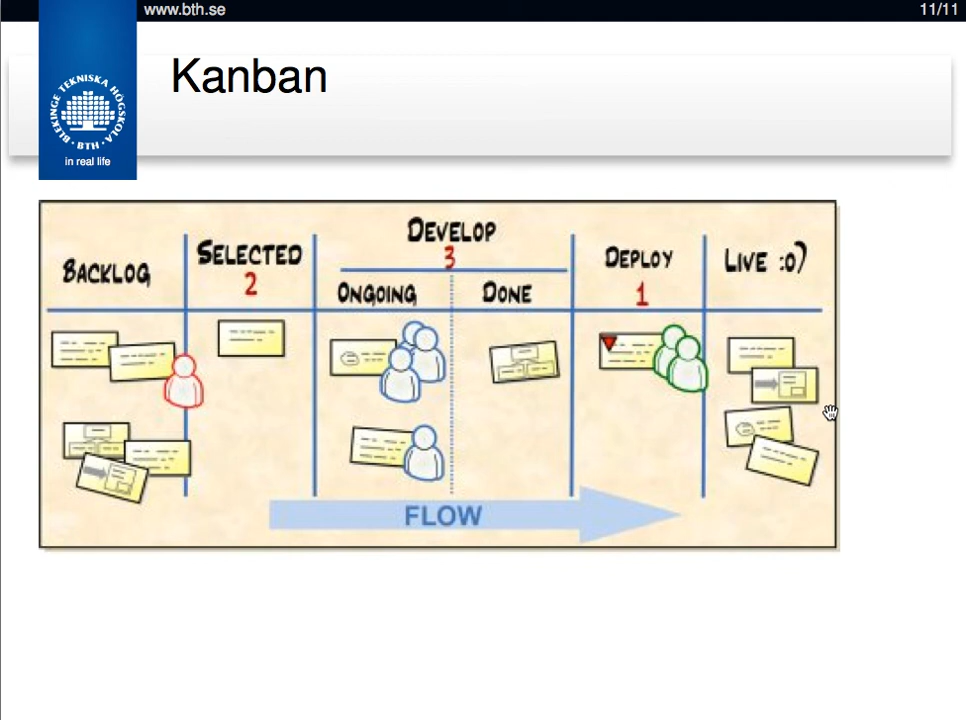 www.bth.se
11/11
BLEKINGE TEKNISKA HÖGSKOLA
· BTH ·
in real life
Kanban
BACKLOG
SELECTED
2
DEVELOP
3
ONGOING
DONE
DEPLOY
1
LIVE :o)
FLOW